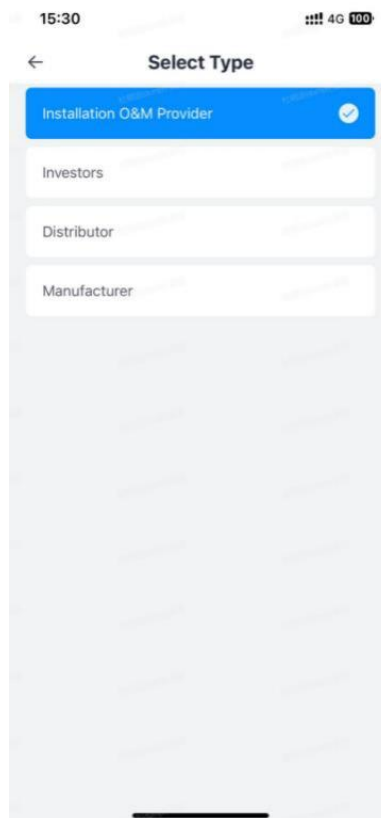 15:30 4G 100
Select Type
Installation O&M Provider
Investors
Distributor
Manufacturer